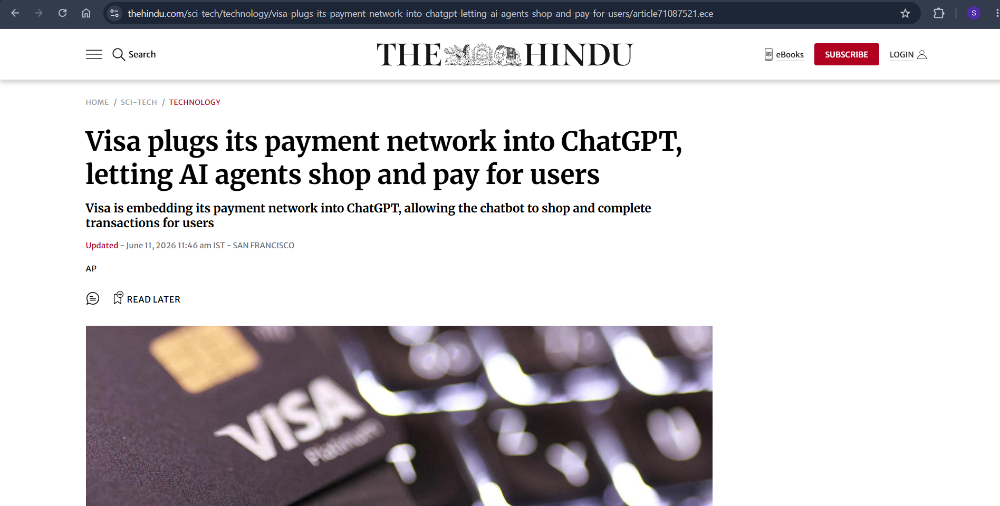 thehindu.com/sci-tech/technology/visa-plugs-its-payment-network-into-chatgpt-letting-ai-agents-shop-and-pay-for-users/article71087521.ece
S
Search
THE HINDU
eBooks
SUBSCRIBE
LOGIN
HOME / SCI-TECH / TECHNOLOGY
Visa plugs its payment network into ChatGPT,
letting AI agents shop and pay for users
Visa is embedding its payment network into ChatGPT, allowing the chatbot to shop and complete
transactions for users
Updated - June 11, 2026 11:46 am IST - SAN FRANCISCO
AP
READ LATER
VISA
Platinum